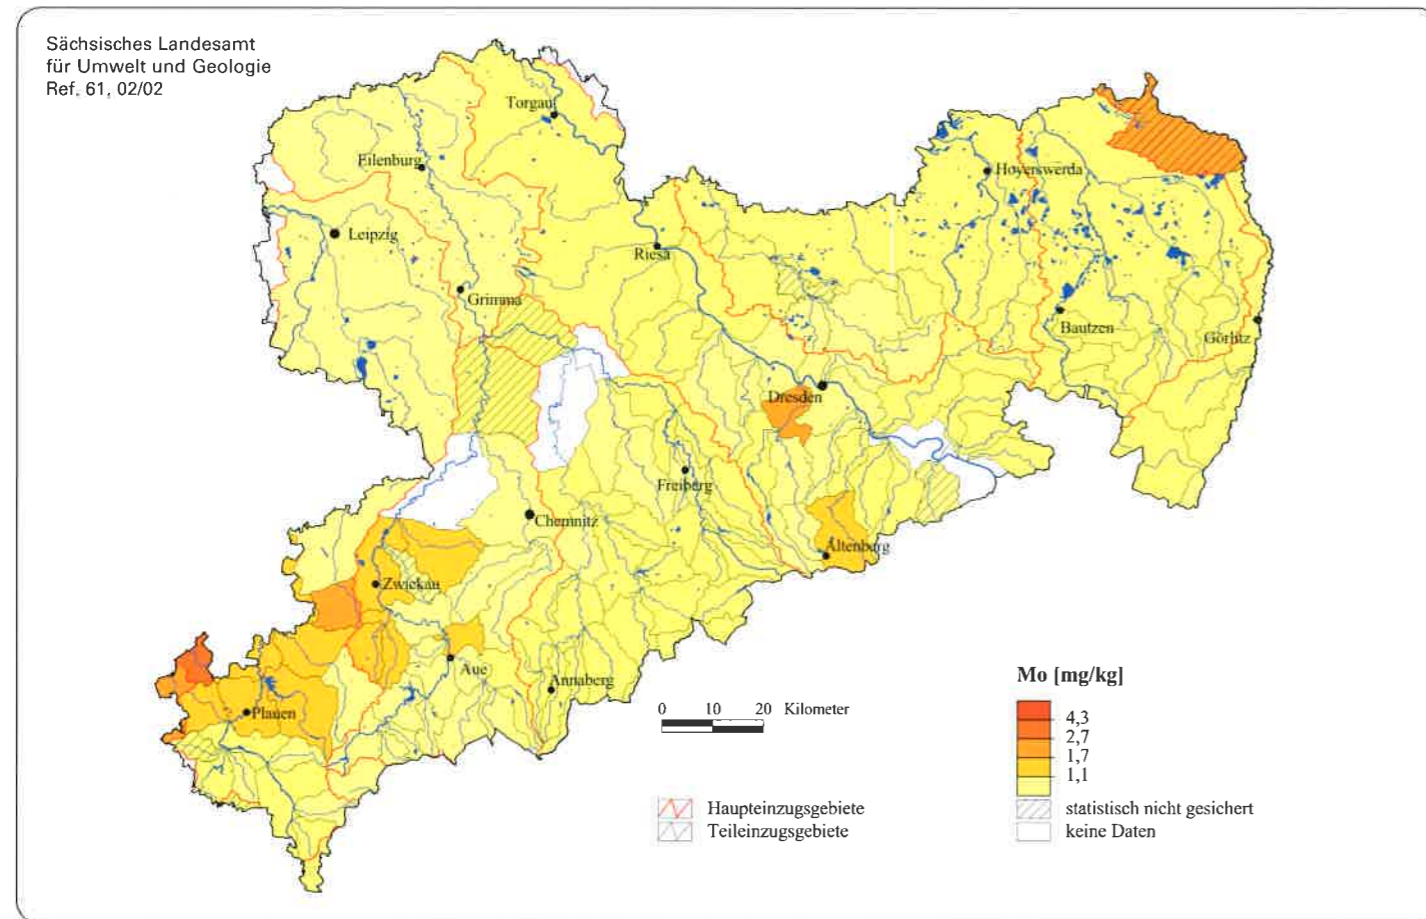 Sächsisches Landesamt
für Umwelt und Geologie
Ref. 61, 02/02
Torgau
Eilenburg
Hoyerswerda
Leipzig
Riesa
Grimma
Bautzen
Görlitz
Dresden
Freiberg
Chemnitz
Altenburg
Zwickau
Aue
Annaberg
Plauen
0 10 20 Kilometer
Mo [mg/kg]
4,3
2,7
1,7
1,1
Haupteinzugsgebiete
Teileinzugsgebiete
statistisch nicht gesichert
keine Daten